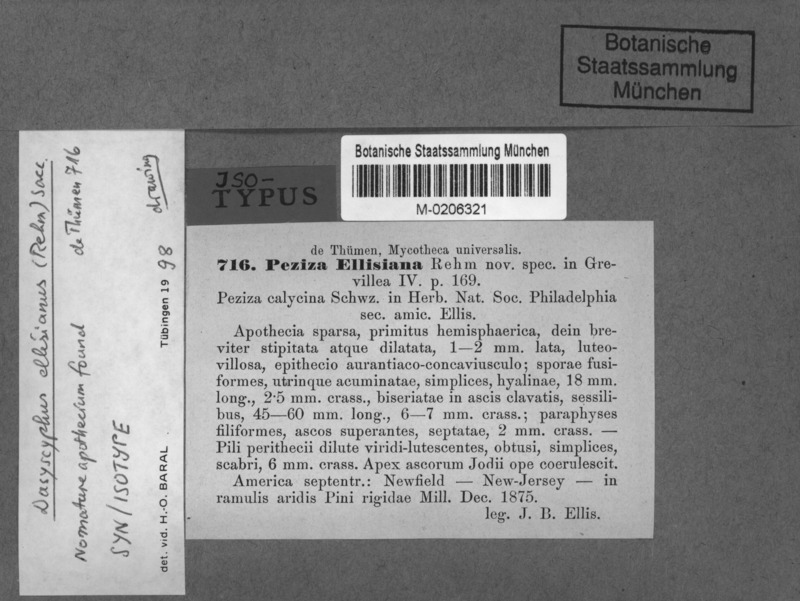 Botanische
Staatssammlung
München
Botanische Staatssammlung München
M-0206321
ISO-
TYPUS
de Thümen, Mycotheca universalis.
716. Peziza Ellisiana Rehm nov. spec. in Gre-
villea IV. p. 169.
Peziza calycina Schwz. in Herb. Nat. Soc. Philadelphia
sec. amic. Ellis.
Apothecia sparsa, primitus hemisphaerica, dein bre-
viter stipitata atque dilatata, 1—2 mm. lata, luteo-
villosa, epithecio aurantiaco-concaviusculo; sporae fusi-
formes, utrinque acuminatae, simplices, hyalinae, 18 mm.
long., 2·5 mm. crass., biseriatae in ascis clavatis, sessili-
bus, 45—60 mm. long., 6—7 mm. crass.; paraphyses
filiformes, ascos superantes, septatae, 2 mm. crass. —
Pili perithecii dilute viridi-lutescentes, obtusi, simplices,
scabri, 6 mm. crass. Apex ascorum Jodii ope coerulescit.
America septentr.: Newfield — New-Jersey — in
ramulis aridis Pini rigidae Mill. Dec. 1875.
leg. J. B. Ellis.
Dasyscyphus ellisianus (Rehm) Sacc.
No mature apothecium found de Thümen 716
SYN/ISOTYPE
drawing
det. vid. H.-O. BARAL Tübingen 19 98